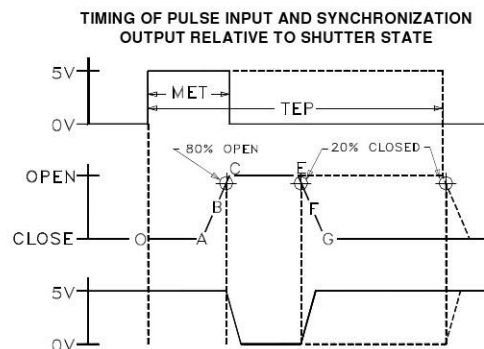 TIMING OF PULSE INPUT AND SYNCHRONIZATION
OUTPUT RELATIVE TO SHUTTER STATE
5V
MET
TEP
0V
80% OPEN
C
E
20% CLOSED
OPEN
B
F
CLOSE
O
A
G
5V
0V